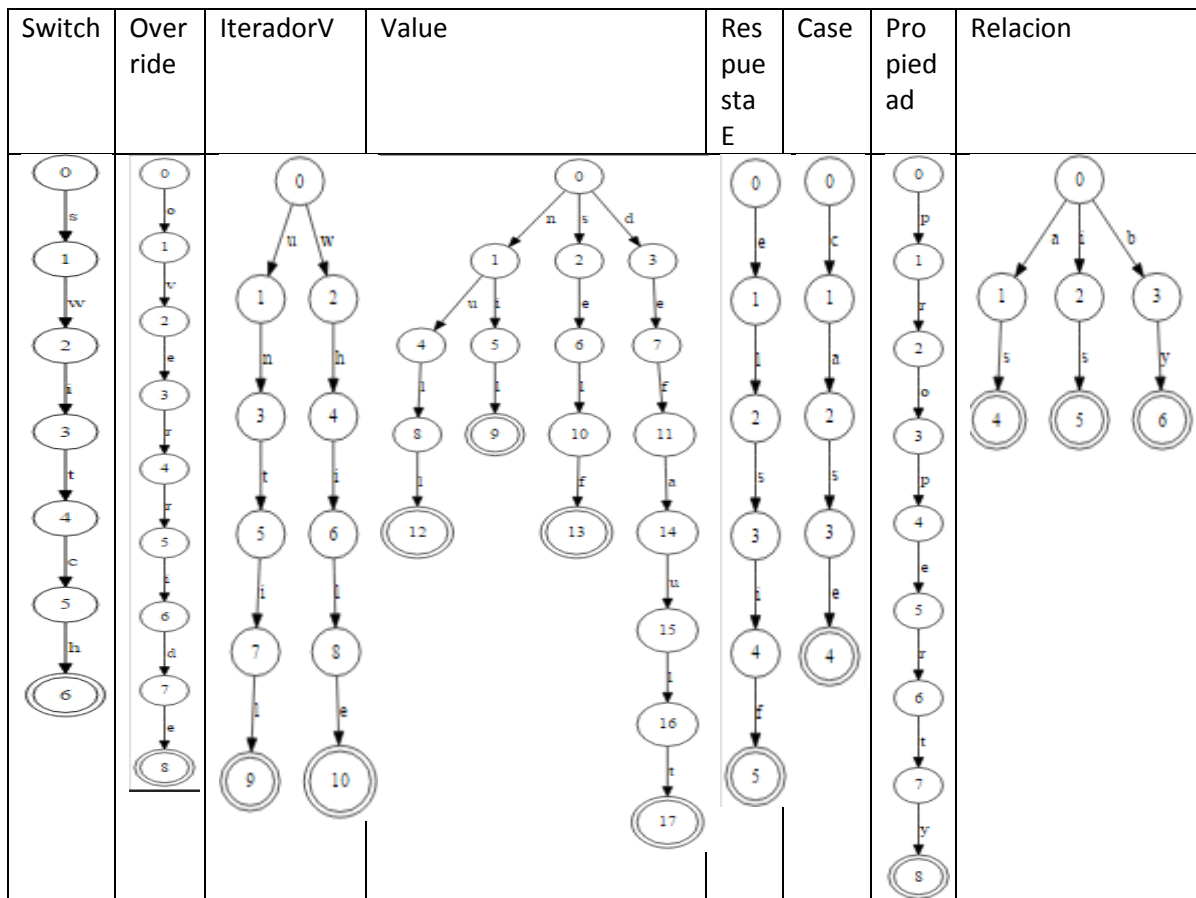 Switch
Over
ride
IteradorV
Value
Res
pue
sta
E
Case
Pro
pied
ad
Relacion
0
s
1
w
2
i
3
t
4
c
5
h
6
0
o
1
v
2
e
3
r
4
r
5
i
6
d
7
e
8
0
u w
1 2
n h
3 4
t i
5 6
i l
7 8
l e
9 10
0
n s d
1 2 3
u i e e
4 5 6 7
l l l f
8 9 10 11
l f a
12 13 14
u
15
l
16
t
17
0
e
1
l
2
s
3
i
4
f
5
0
c
1
a
2
s
3
e
4
0
p
1
r
2
o
3
p
4
e
5
r
6
t
7
y
8
0
a i b
1 2 3
s s y
4 5 6